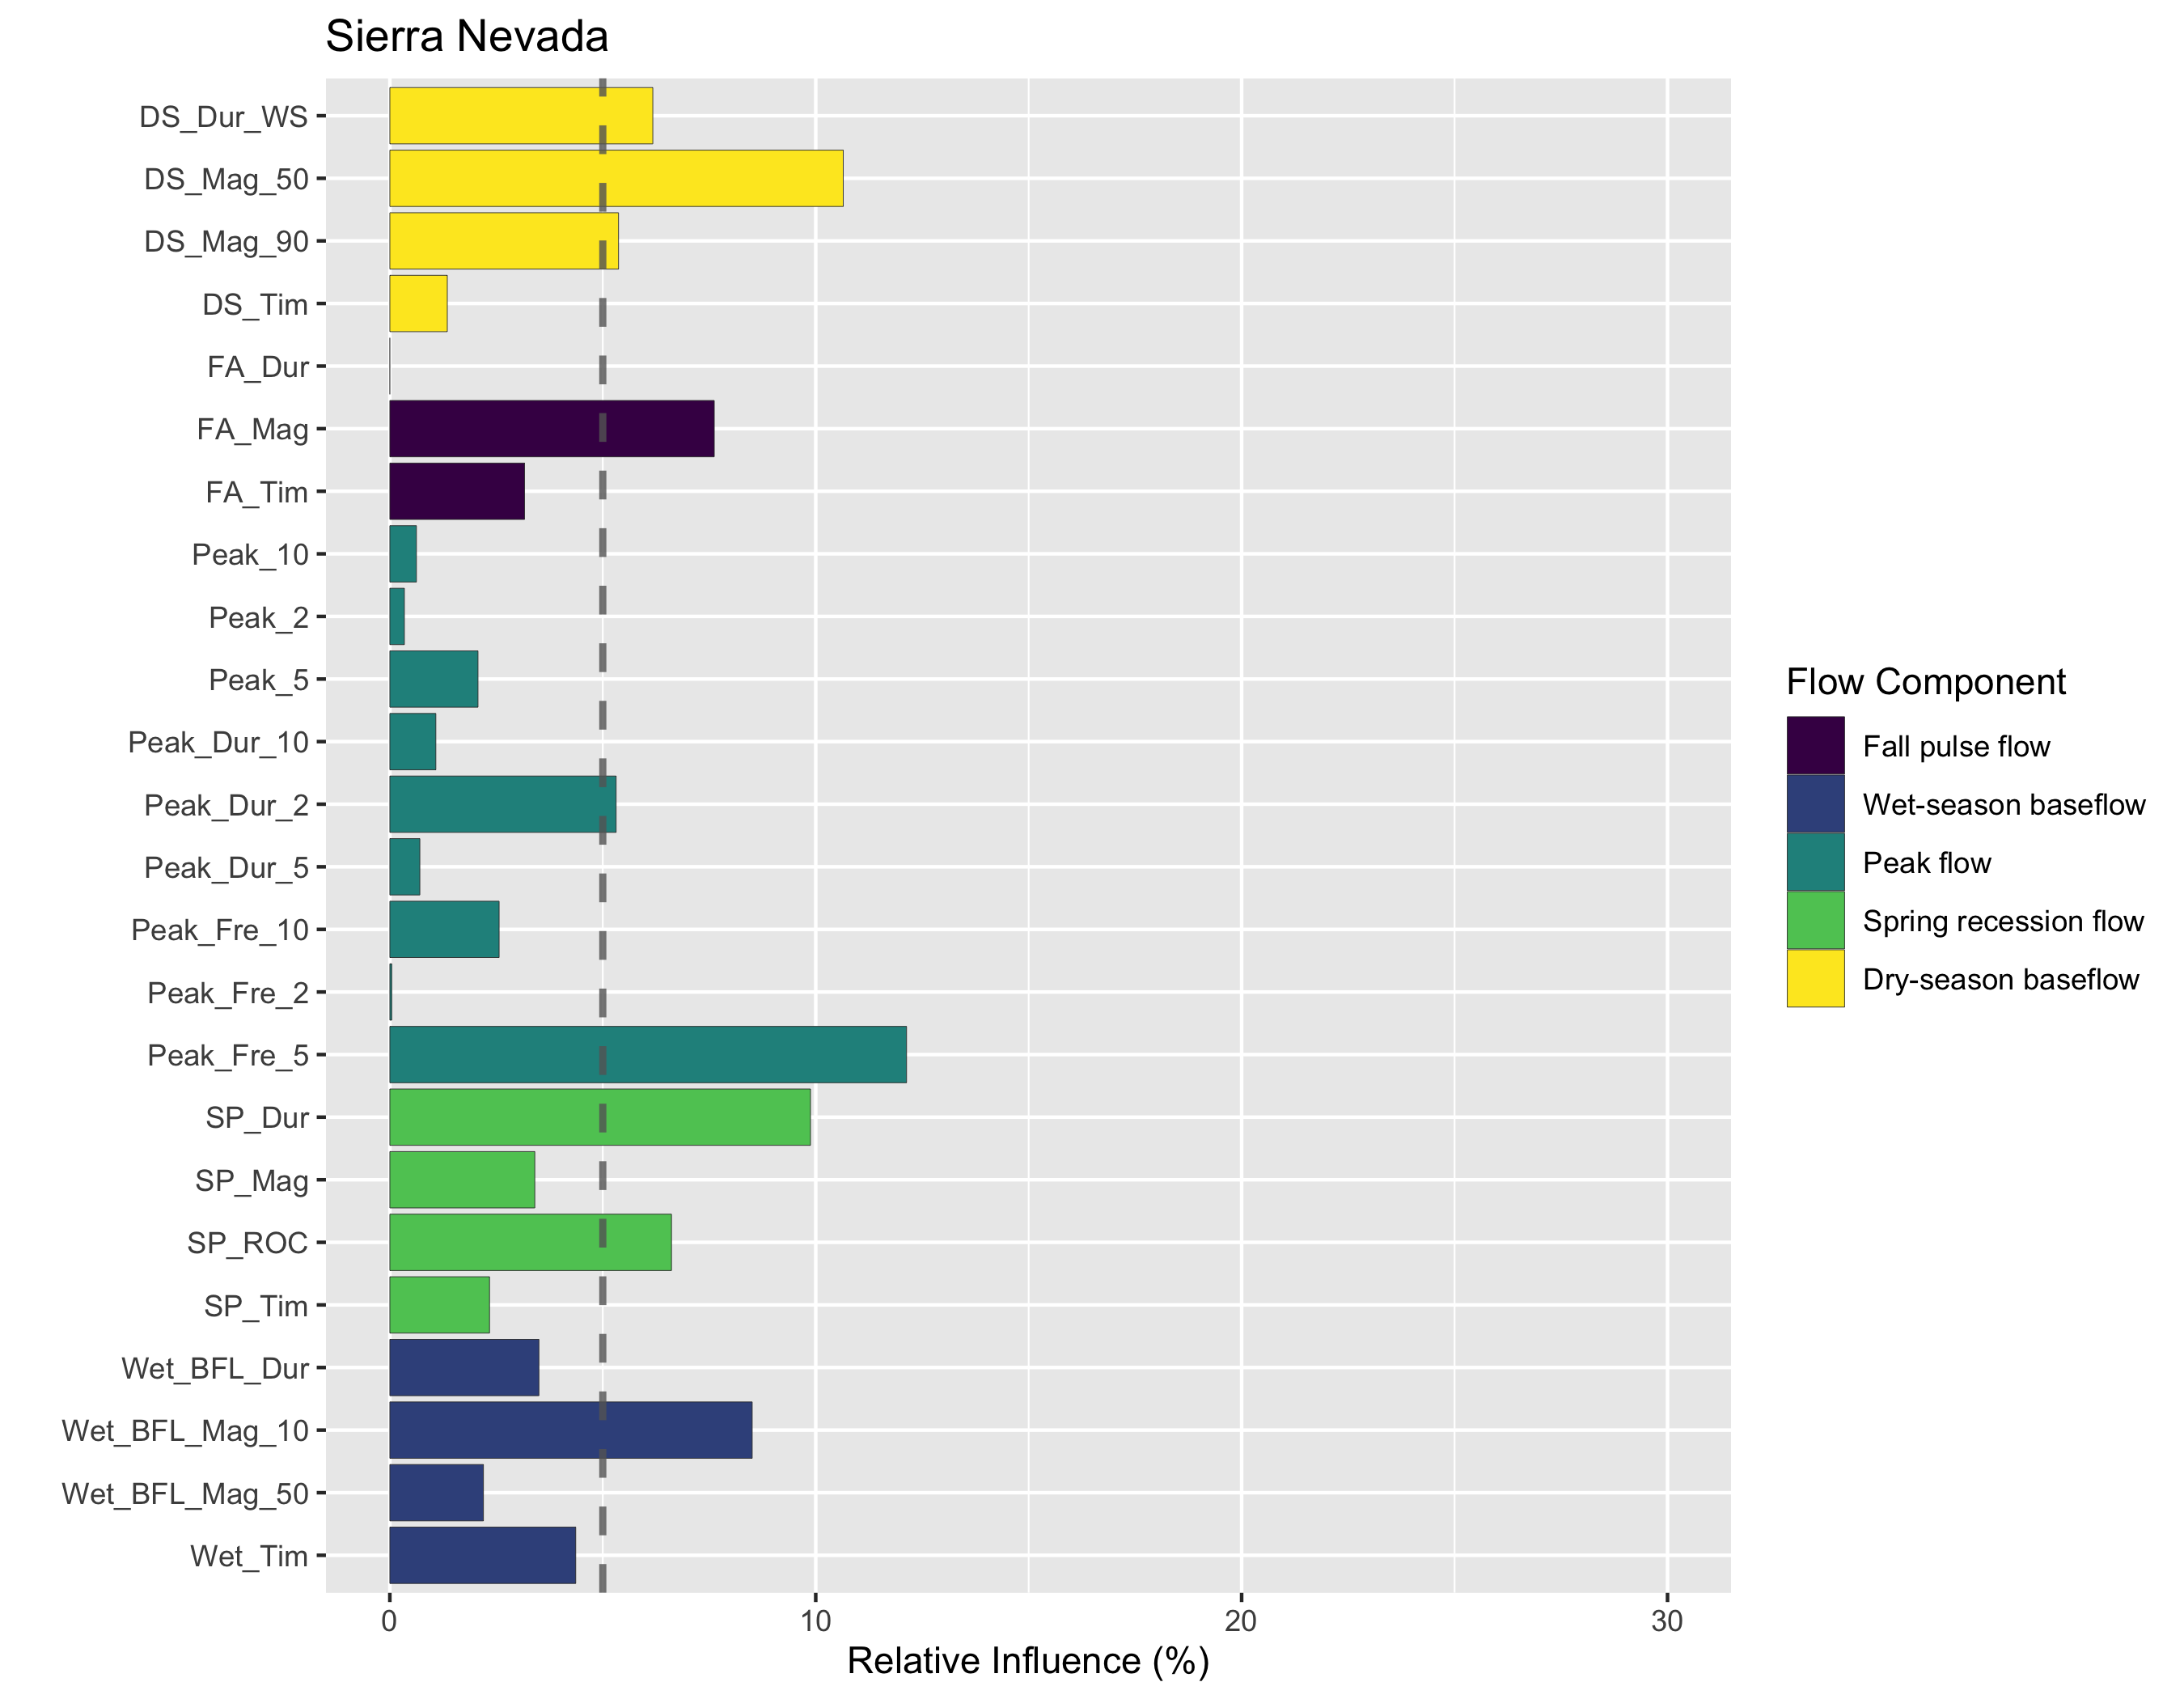 Sierra Nevada
DS_Dur_WS
DS_Mag_50
DS_Mag_90
DS_Tim
FA_Dur
FA_Mag
FA_Tim
Peak_10
Peak_2
Peak_5
Peak_Dur_10
Peak_Dur_2
Peak_Dur_5
Peak_Fre_10
Peak_Fre_2
Peak_Fre_5
SP_Dur
SP_Mag
SP_ROC
SP_Tim
Wet_BFL_Dur
Wet_BFL_Mag_10
Wet_BFL_Mag_50
Wet_Tim
0 10 20 30
Relative Influence (%)
Flow Component
Fall pulse flow
Wet-season baseflow
Peak flow
Spring recession flow
Dry-season baseflow